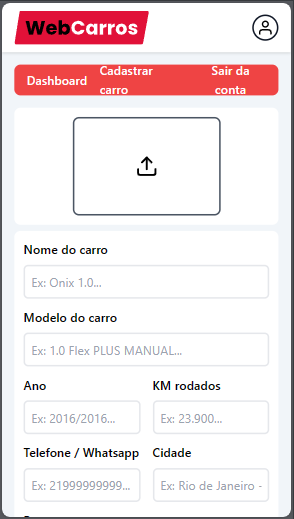 WebCarros
Dashboard
Cadastrar
carro
Sair da
conta
Nome do carro
Ex: Onix 1.0...
Modelo do carro
Ex: 1.0 Flex PLUS MANUAL...
Ano
KM rodados
Ex: 2016/2016...
Ex: 23.900...
Telefone / Whatsapp
Cidade
Ex: 21999999999...
Ex: Rio de Janeiro -